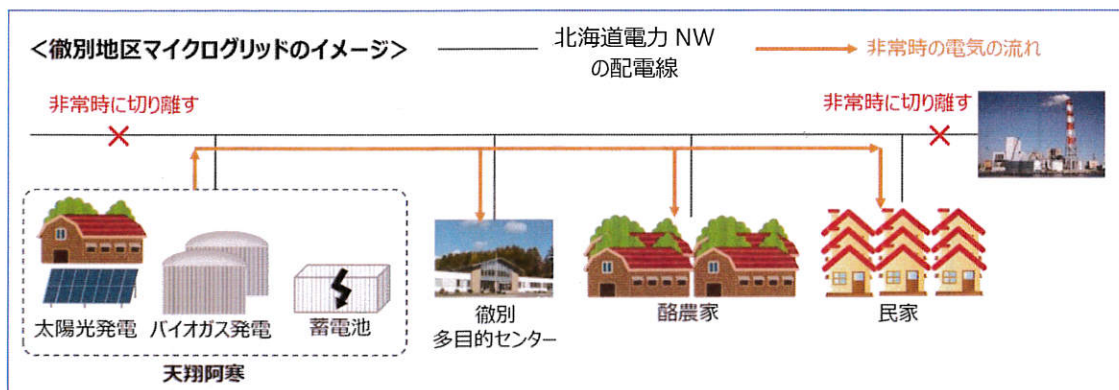 <徹別地区マイクログリッドのイメージ>
北海道電力 NW
の配電線
非常時の電気の流れ
非常時に切り離す
非常時に切り離す
太陽光発電
バイオガス発電
蓄電池
天翔阿寒
徹別
多目的センター
酪農家
民家